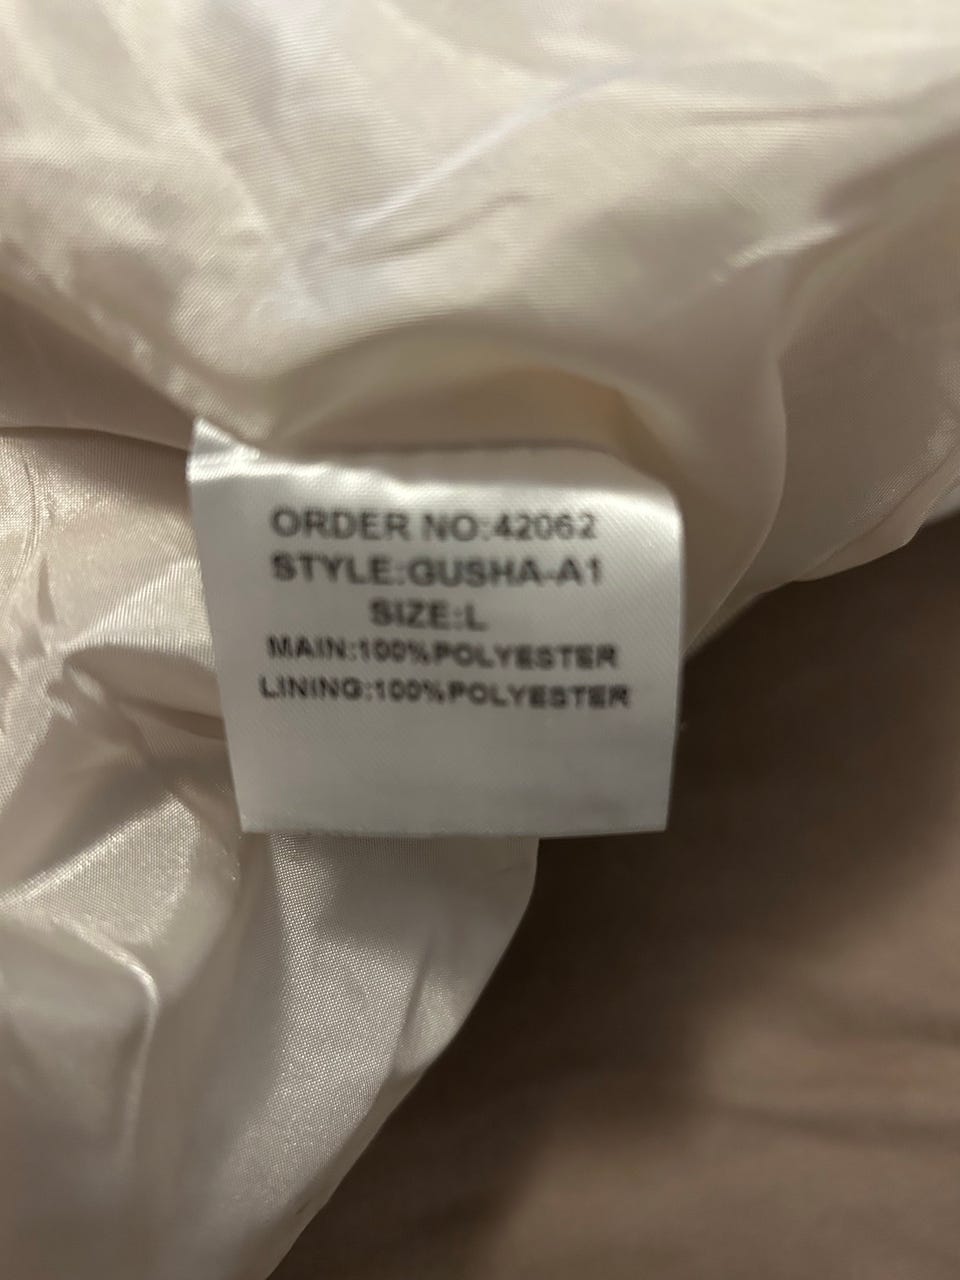 ORDER NO:42062
STYLE:GUSHA-A1
SIZE:L
MAIN:100%POLYESTER
LINING:100%POLYESTER